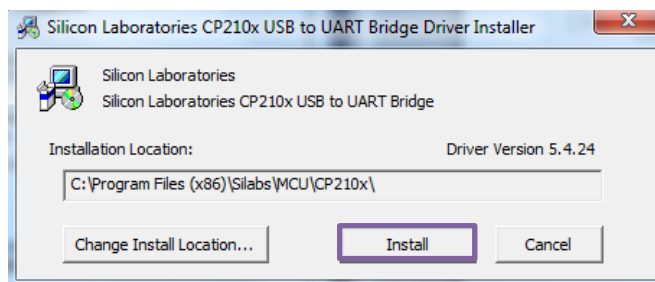 Silicon Laboratories CP210x USB to UART Bridge Driver Installer
Silicon Laboratories
Silicon Laboratories CP210x USB to UART Bridge
Installation Location: Driver Version 5.4.24
C:\Program Files (x86)\Silabs\MCU\CP210x\
Change Install Location... Install Cancel